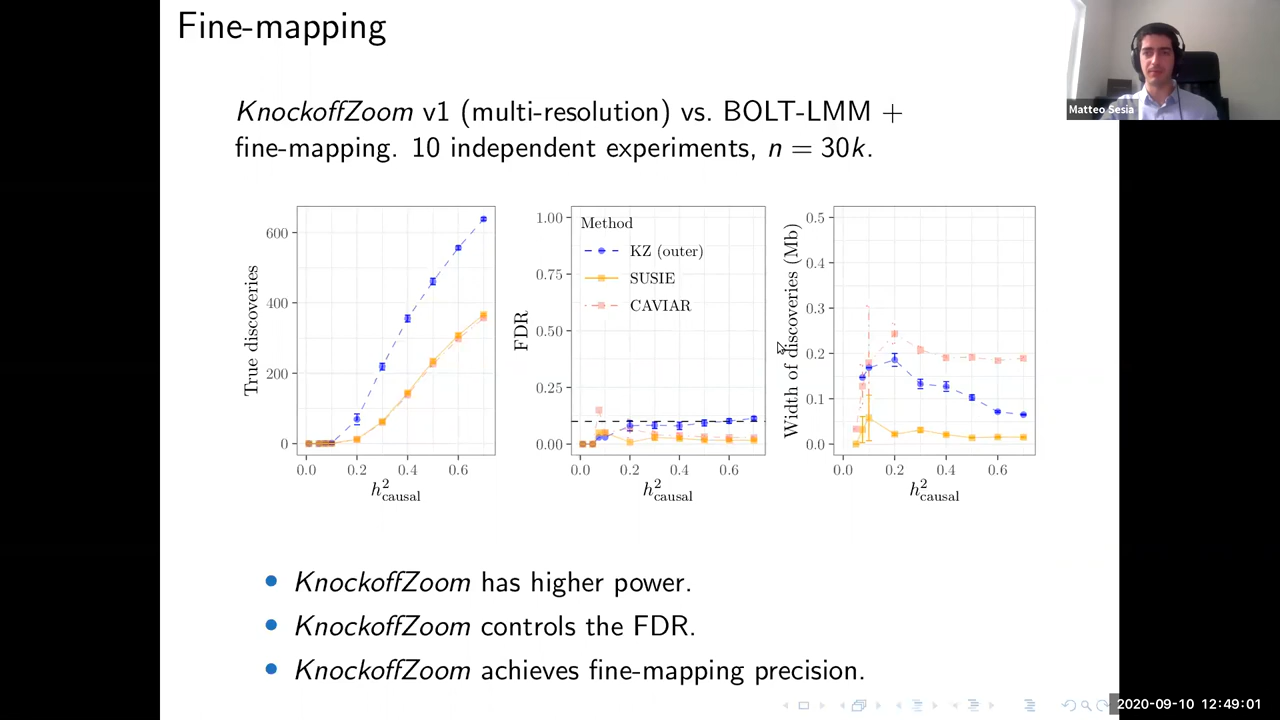 Fine-mapping
Matteo Sesia
KnockoffZoom v1 (multi-resolution) vs. BOLT-LMM +
fine-mapping. 10 independent experiments, n = 30k.
True discoveries
600
400
200
0
0.0 0.2 0.4 0.6
h²causal
FDR
1.00
0.75
0.50
0.25
0.00
Method
KZ (outer)
SUSIE
CAVIAR
0.0 0.2 0.4 0.6
h²causal
Width of discoveries (Mb)
0.5
0.4
0.3
0.2
0.1
0.0
0.0 0.2 0.4 0.6
h²causal
• KnockoffZoom has higher power.
• KnockoffZoom controls the FDR.
• KnockoffZoom achieves fine-mapping precision.
2020-09-10 12:49:01